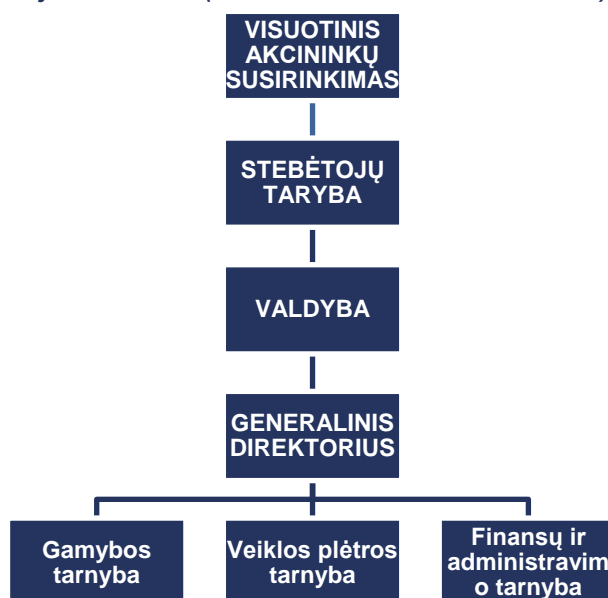 VISUOTINIS
AKCININKŲ
SUSIRINKIMAS
STEBĖTOJŲ
TARYBA
VALDYBA
GENERALINIS
DIREKTORIUS
Gamybos
tarnyba
Veiklos plėtros
tarnyba
Finansų ir
administravim
o tarnyba